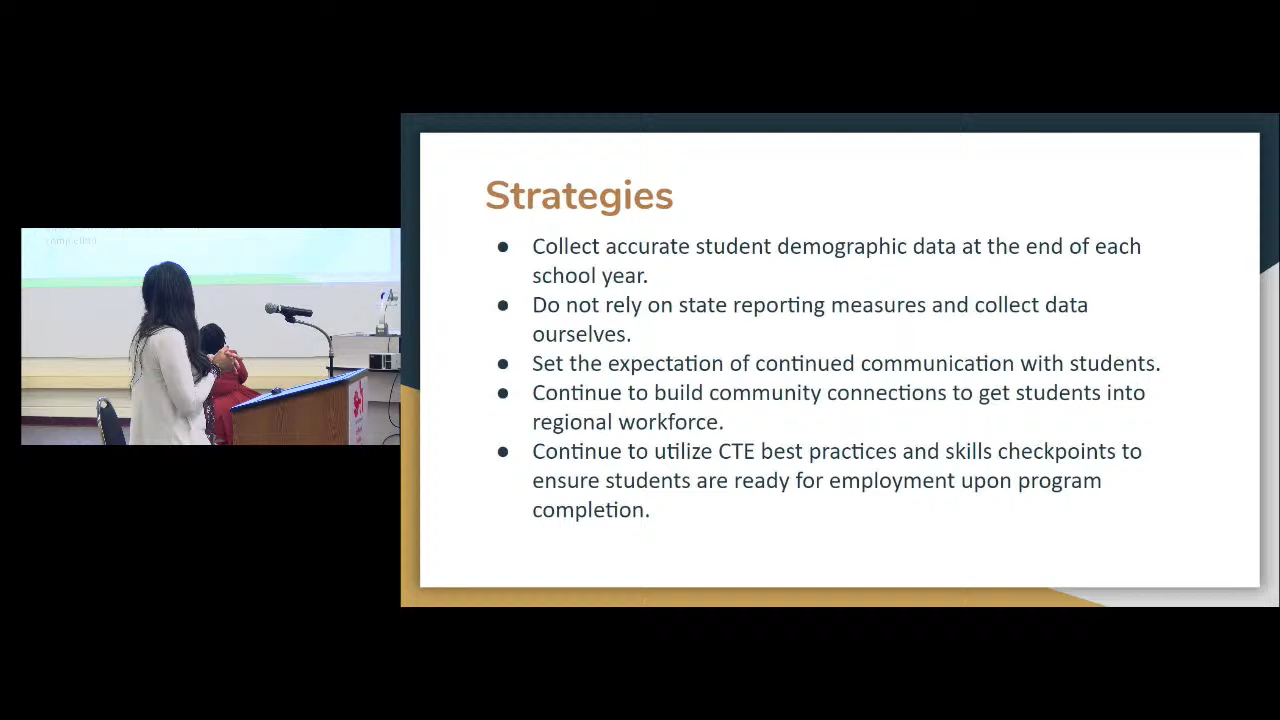 Strategies
● Collect accurate student demographic data at the end of each
school year.
● Do not rely on state reporting measures and collect data
ourselves.
● Set the expectation of continued communication with students.
● Continue to build community connections to get students into
regional workforce.
● Continue to utilize CTE best practices and skills checkpoints to
ensure students are ready for employment upon program
completion.
completion